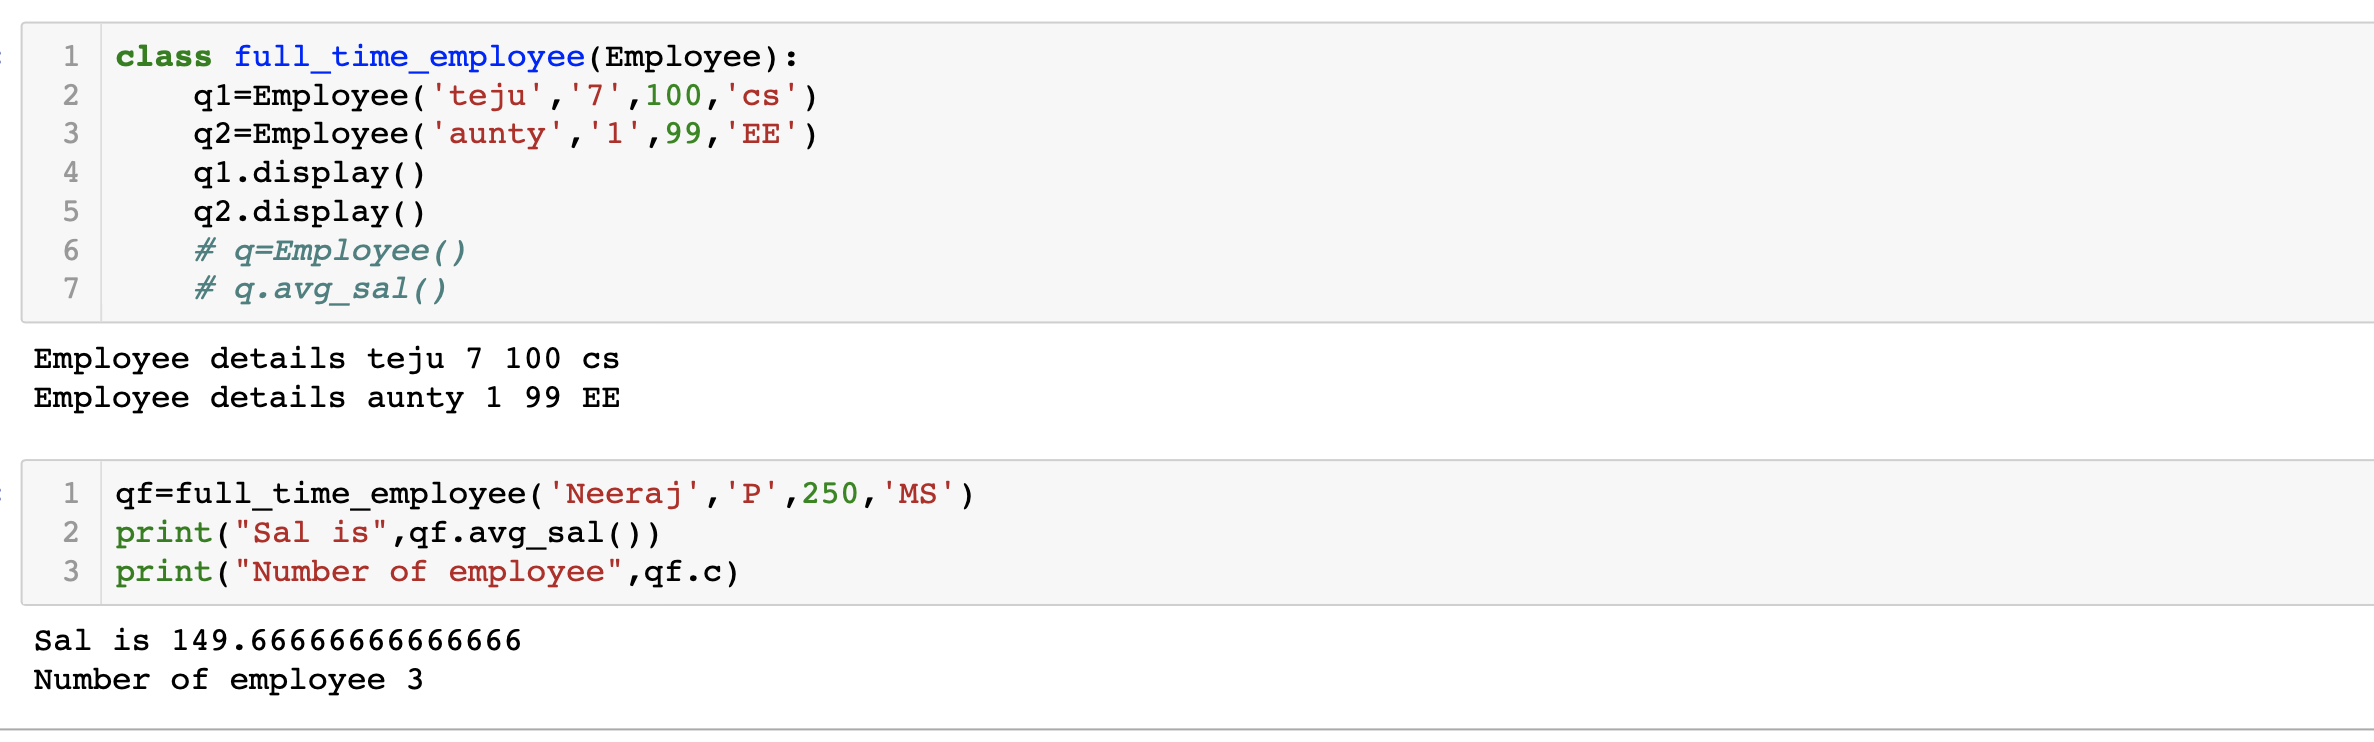 1 class full_time_employee(Employee):
2     q1=Employee('teju','7',100,'cs')
3     q2=Employee('aunty','1',99,'EE')
4     q1.display()
5     q2.display()
6     # q=Employee()
7     # q.avg_sal()
Employee details teju 7 100 cs
Employee details aunty 1 99 EE
1 qf=full_time_employee('Neeraj','P',250,'MS')
2 print("Sal is",qf.avg_sal())
3 print("Number of employee",qf.c)
Sal is 149.66666666666666
Number of employee 3